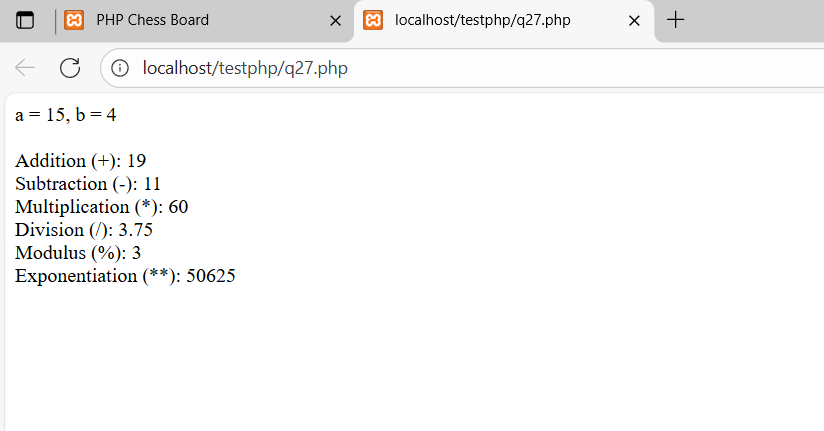 PHP Chess Board
localhost/testphp/q27.php
localhost/testphp/q27.php
a = 15, b = 4
Addition (+): 19
Subtraction (-): 11
Multiplication (*): 60
Division (/): 3.75
Modulus (%): 3
Exponentiation (**): 50625